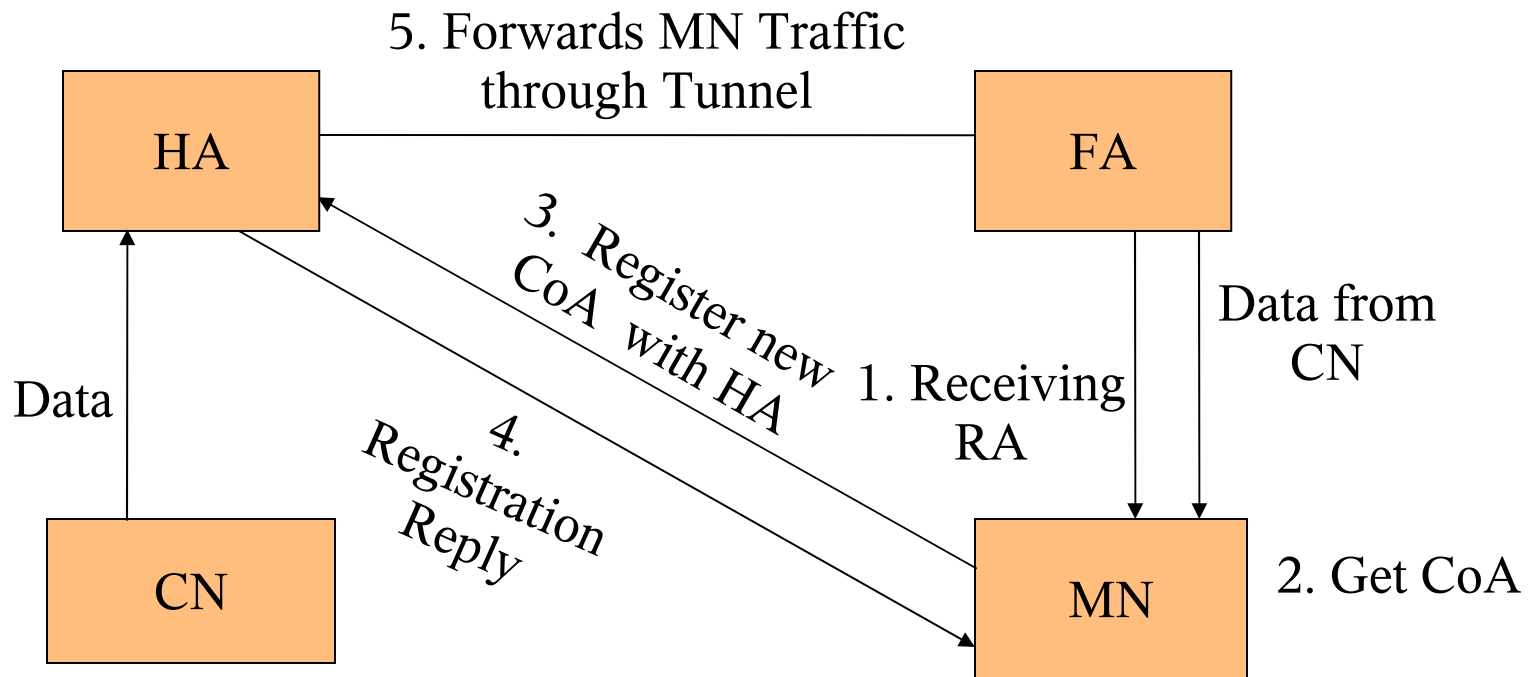 5. Forwards MN Traffic
through Tunnel
HA
FA
3. Register new
CoA with HA
Data from
CN
1. Receiving
RA
Data
4.
Registration
Reply
CN
MN
2. Get CoA